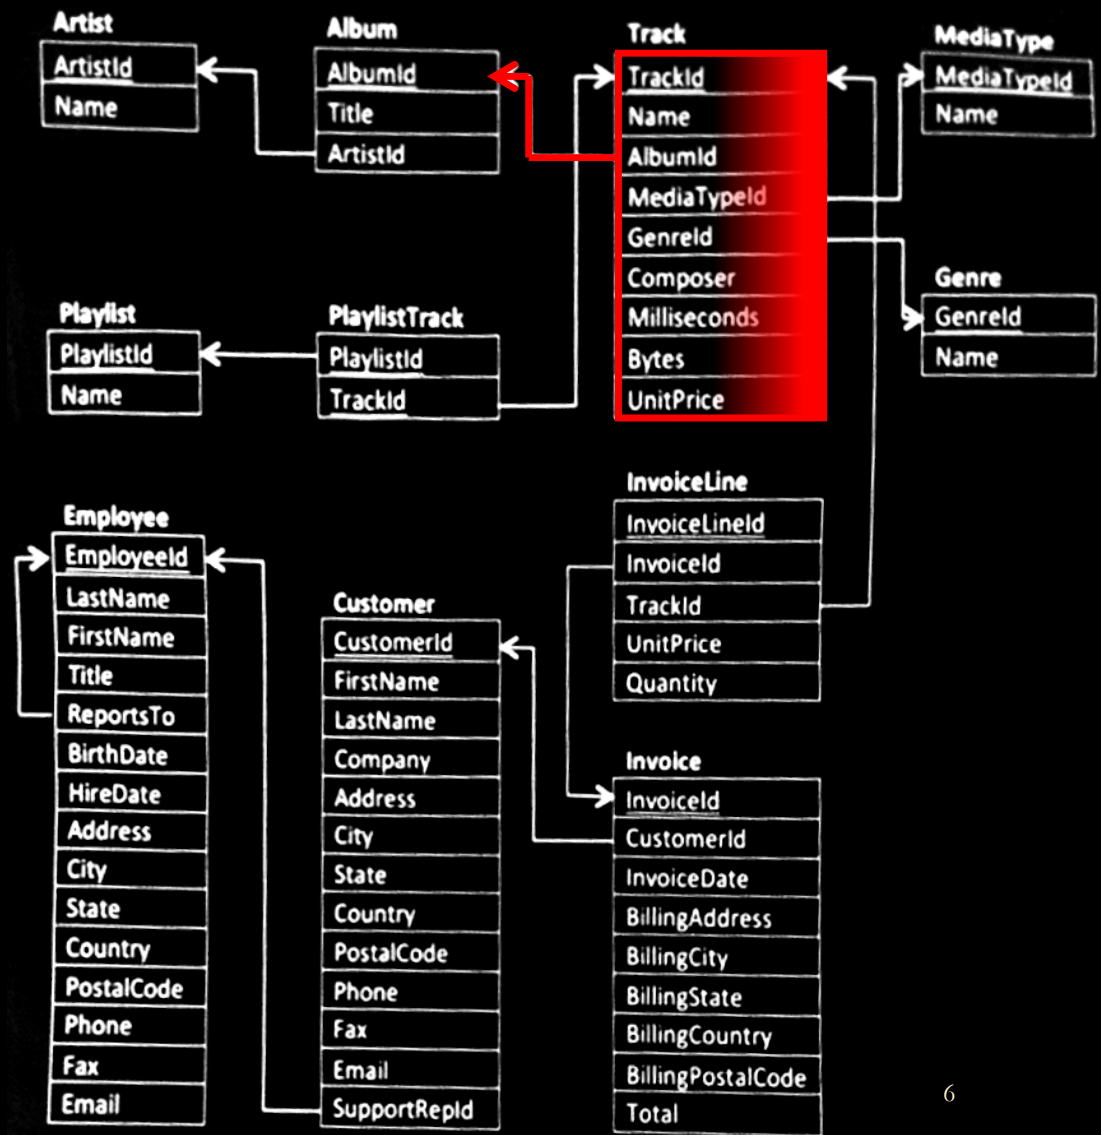 Artist
ArtistId
Name
Album
AlbumId
Title
ArtistId
Track
TrackId
Name
AlbumId
MediaTypeId
GenreId
Composer
Milliseconds
Bytes
UnitPrice
MediaType
MediaTypeId
Name
Genre
GenreId
Name
Playlist
PlaylistId
Name
PlaylistTrack
PlaylistId
TrackId
Employee
EmployeeId
LastName
FirstName
Title
ReportsTo
BirthDate
HireDate
Address
City
State
Country
PostalCode
Phone
Fax
Email
Customer
CustomerId
FirstName
LastName
Company
Address
City
State
Country
PostalCode
Phone
Fax
Email
SupportRepId
InvoiceLine
InvoiceLineId
InvoiceId
TrackId
UnitPrice
Quantity
Invoice
InvoiceId
CustomerId
InvoiceDate
BillingAddress
BillingCity
BillingState
BillingCountry
BillingPostalCode
Total
6